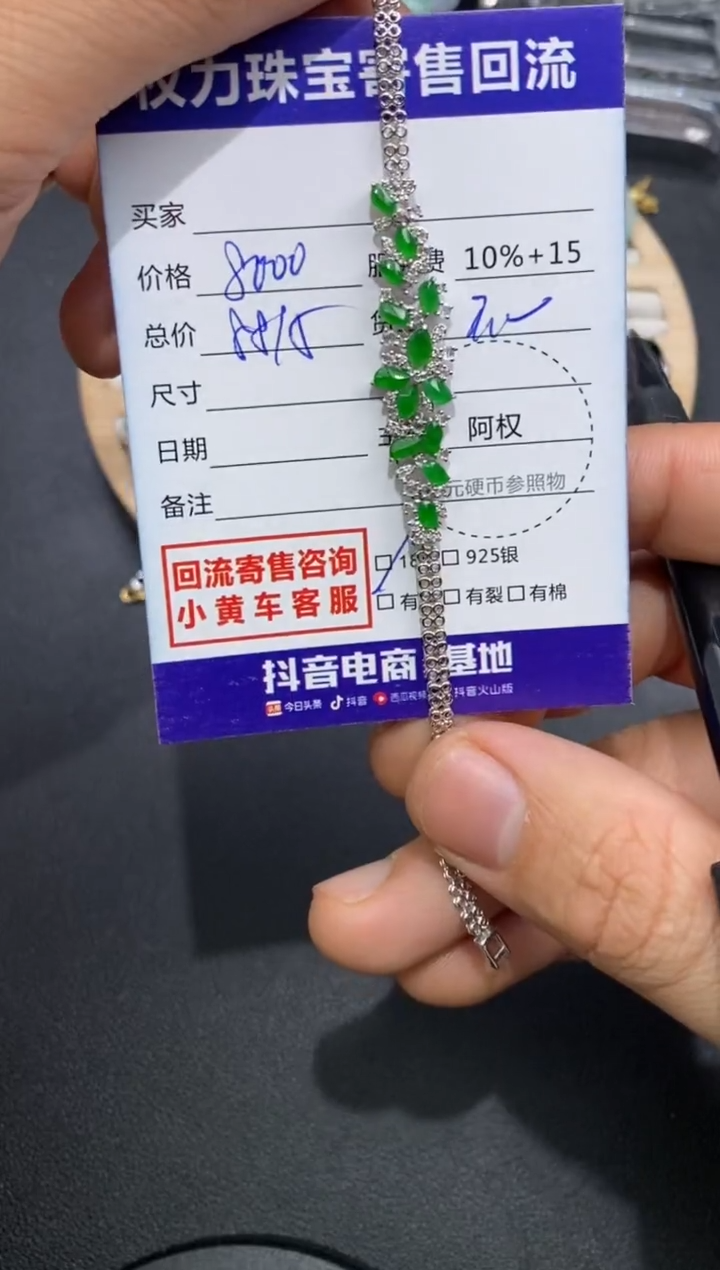 权力珠宝寄售回流
买家
价格 8000 费 10%+15
总价 8815
尺寸
日期 阿权
备注 元硬币参照物
回流寄售咨询 □ 18 □ 925银
小黄车客服 □ 有 □ 有裂 □ 有棉
抖音电商 基地
今日头条 抖音 西瓜视频 抖音火山版